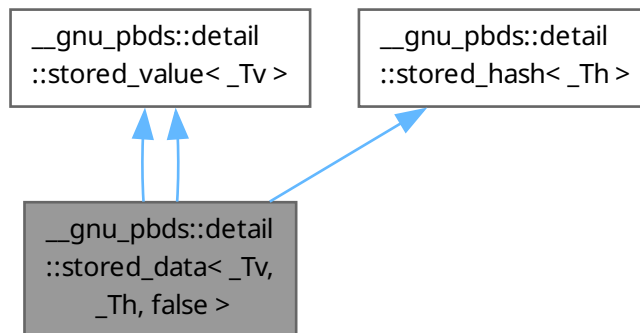 __gnu_pbds::detail
::stored_value< _Tv >
__gnu_pbds::detail
::stored_hash< _Th >
__gnu_pbds::detail
::stored_data< _Tv,
_Th, false >